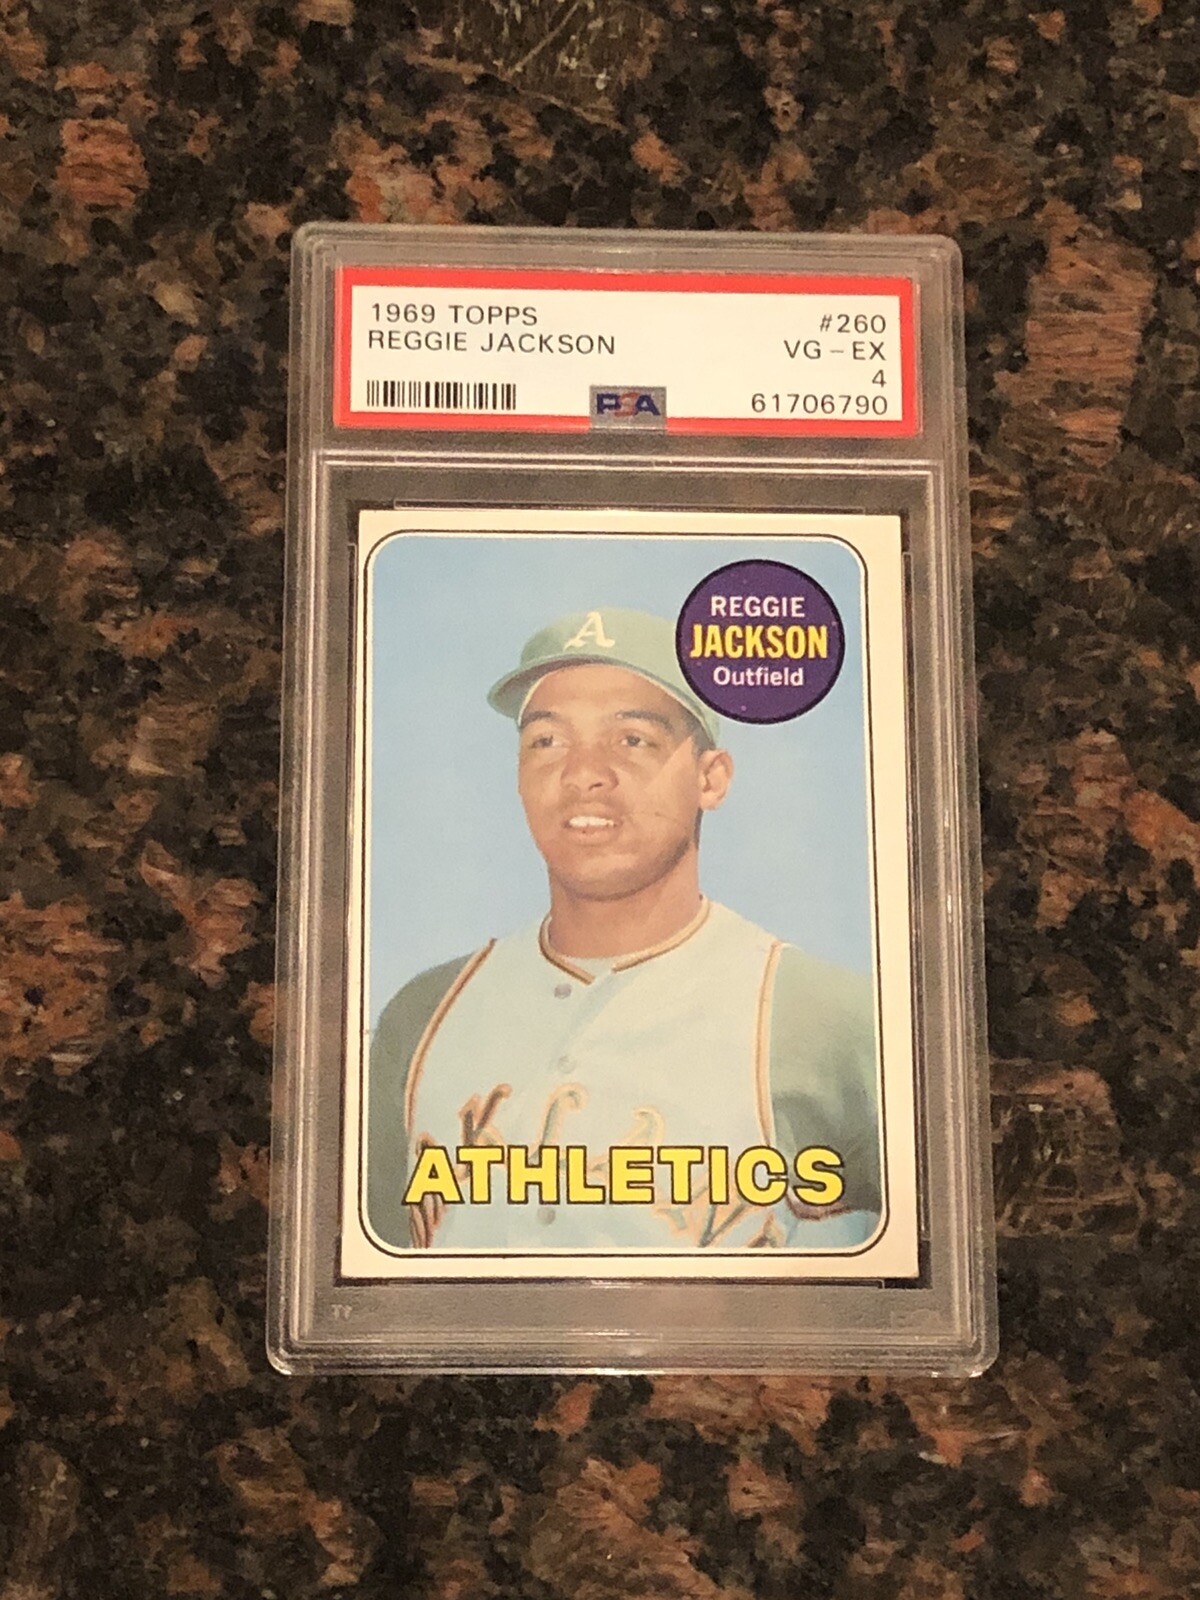 1969 TOPPS #260
REGGIE JACKSON VG - EX
4
PSA 61706790
A
REGGIE
JACKSON
Outfield
ATHLETICS